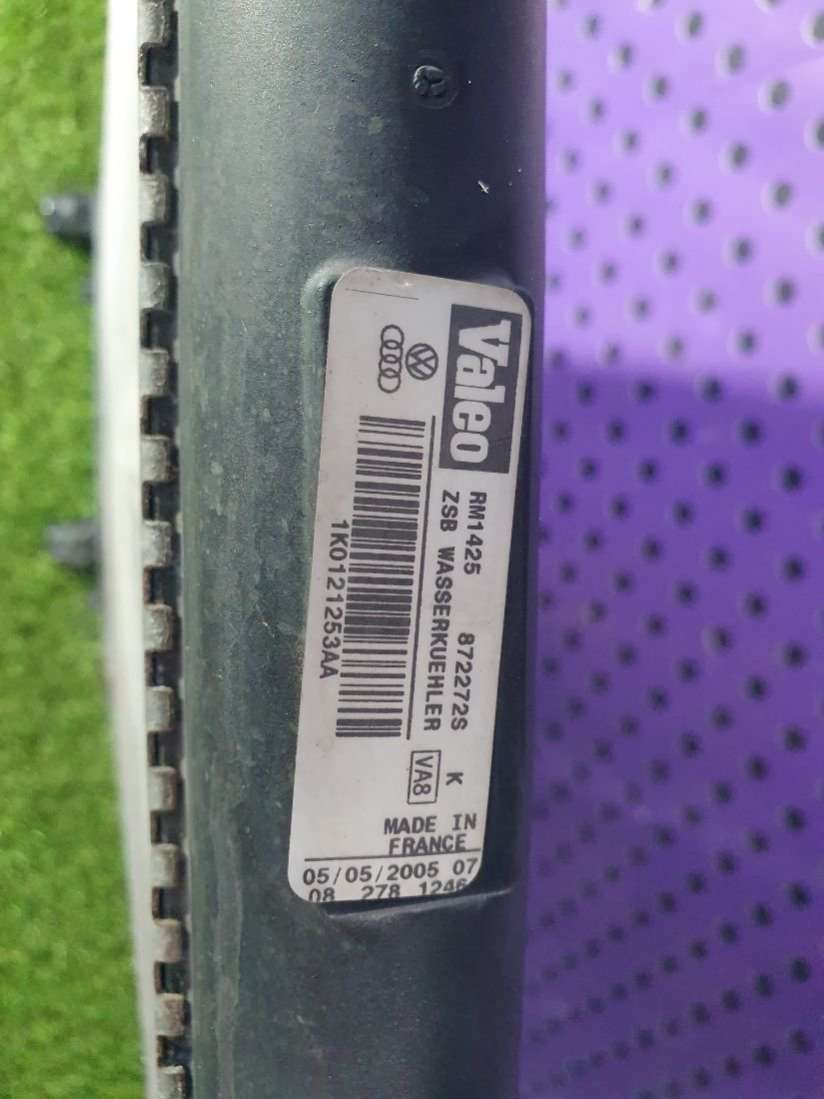 Valeo
RM1425 872272S K
ZSB WASSERKUEHLER VA8
1K0121253AA
MADE IN
FRANCE
05/05/2005 07
08 278 1246